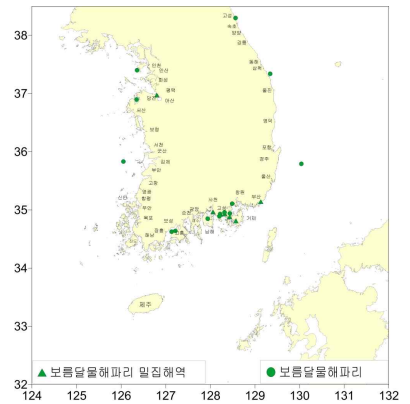 38
37
36
35
34
33
32
124
125
126
127
128
129
130
131
132
고성
속초
양양
강릉
동해
삼척
울진
영덕
포항
경주
울산
부산
창원
거제
고성
사천
남해
광양
순천
보성
고흥
장흥
해남
목포
무안
신안
함평
영광
고창
부안
김제
군산
서천
보령
서산
당진
아산
평택
화성
안산
인천
제주
▲ 보름달물해파리 밀집해역
● 보름달물해파리